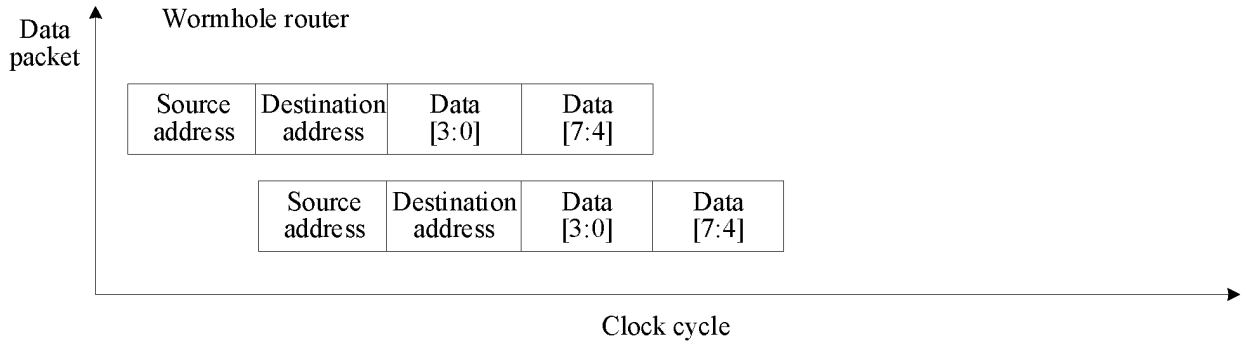 Data
packet
Wormhole router
Source
address
Destination
address
Data
[3:0]
Data
[7:4]
Source
address
Destination
address
Data
[3:0]
Data
[7:4]
Clock cycle